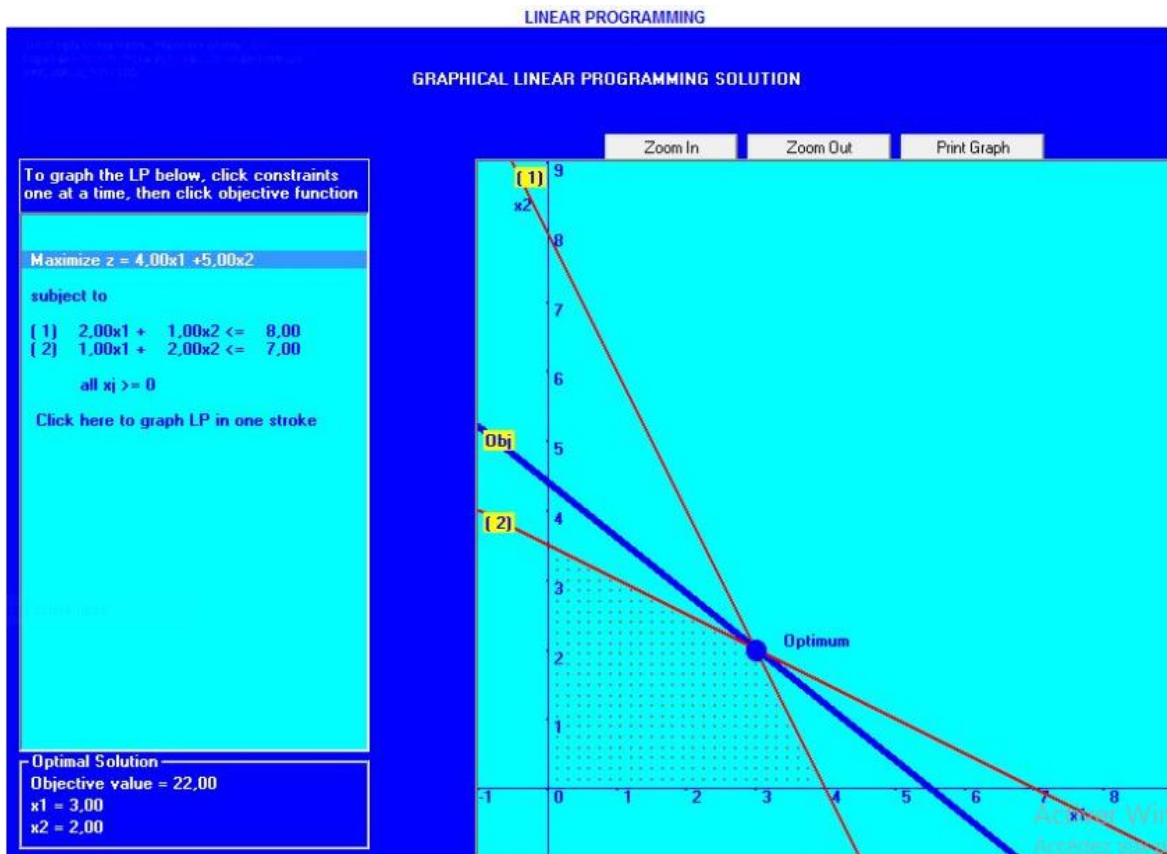 LINEAR PROGRAMMING
GRAPHICAL LINEAR PROGRAMMING SOLUTION
Zoom In
Zoom Out
Print Graph
To graph the LP below, click constraints
one at a time, then click objective function
Maximize z = 4,00x1 +5,00x2
subject to
( 1) 2,00x1 + 1,00x2 <= 8,00
( 2) 1,00x1 + 2,00x2 <= 7,00
all xj >= 0
Click here to graph LP in one stroke
Optimal Solution
Objective value = 22,00
x1 = 3,00
x2 = 2,00
( 1)
x2
9
8
7
6
5
4
3
2
1
Obj
( 2)
Optimum
-1 0 1 2 3 4 5 6 7 8
Activer Win